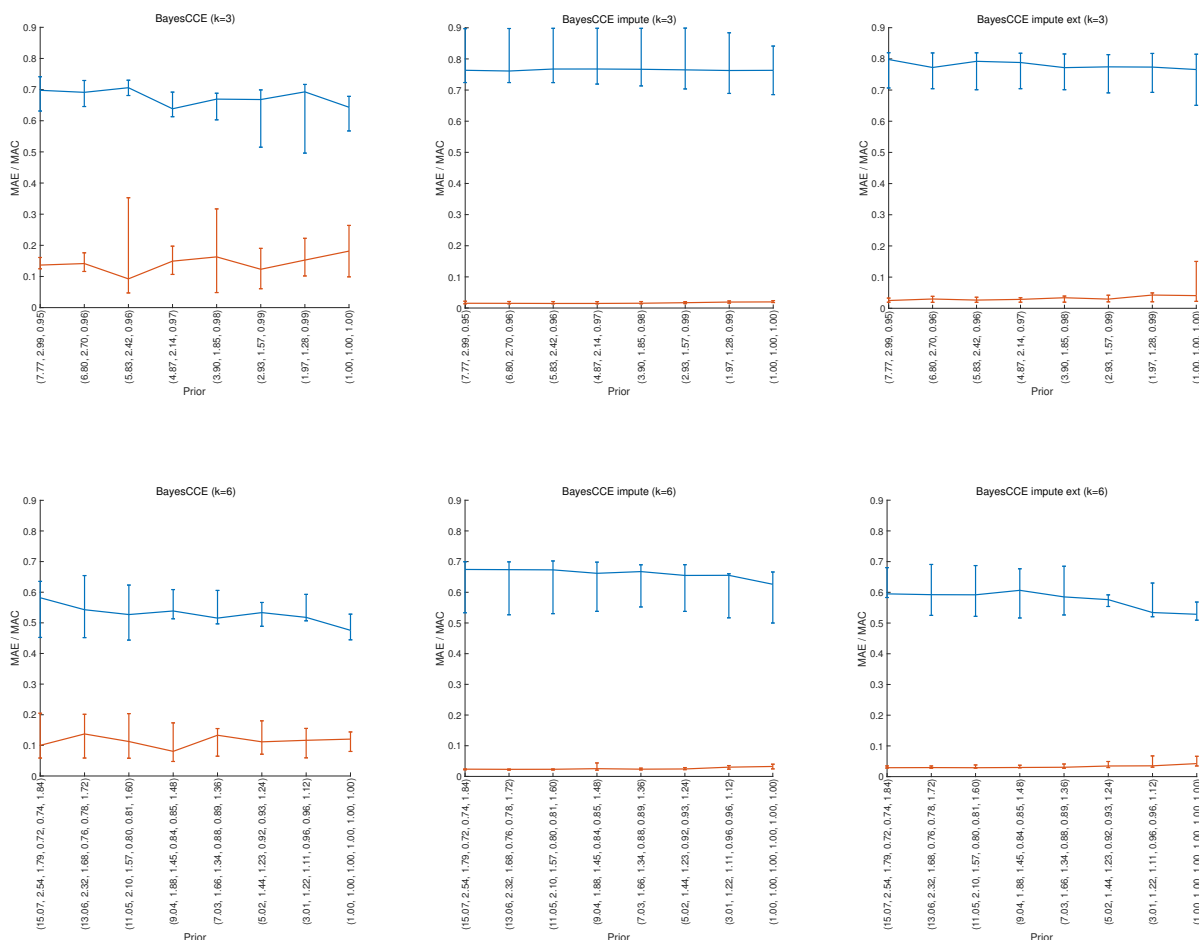 BayesCCE (k=3)
0.9
0.8
0.7
0.6
0.5
0.4
0.3
0.2
0.1
0
MAE / MAC
(7.77, 2.99, 0.95)
(6.80, 2.70, 0.96)
(5.83, 2.42, 0.96)
(4.87, 2.14, 0.97)
(3.90, 1.85, 0.98)
(2.93, 1.57, 0.99)
(1.97, 1.28, 0.99)
(1.00, 1.00, 1.00)
Prior
BayesCCE impute (k=3)
0.9
0.8
0.7
0.6
0.5
0.4
0.3
0.2
0.1
0
MAE / MAC
(7.77, 2.99, 0.95)
(6.80, 2.70, 0.96)
(5.83, 2.42, 0.96)
(4.87, 2.14, 0.97)
(3.90, 1.85, 0.98)
(2.93, 1.57, 0.99)
(1.97, 1.28, 0.99)
(1.00, 1.00, 1.00)
Prior
BayesCCE impute ext (k=3)
0.9
0.8
0.7
0.6
0.5
0.4
0.3
0.2
0.1
0
MAE / MAC
(7.77, 2.99, 0.95)
(6.80, 2.70, 0.96)
(5.83, 2.42, 0.96)
(4.87, 2.14, 0.97)
(3.90, 1.85, 0.98)
(2.93, 1.57, 0.99)
(1.97, 1.28, 0.99)
(1.00, 1.00, 1.00)
Prior
BayesCCE (k=6)
0.9
0.8
0.7
0.6
0.5
0.4
0.3
0.2
0.1
0
MAE / MAC
(15.07, 2.54, 1.79, 0.72, 0.74, 1.84)
(13.06, 2.32, 1.68, 0.76, 0.78, 1.72)
(11.05, 2.10, 1.57, 0.80, 0.81, 1.60)
(9.04, 1.88, 1.45, 0.84, 0.85, 1.48)
(7.03, 1.66, 1.34, 0.88, 0.89, 1.36)
(5.02, 1.44, 1.23, 0.92, 0.93, 1.24)
(3.01, 1.22, 1.11, 0.96, 0.96, 1.12)
(1.00, 1.00, 1.00, 1.00, 1.00, 1.00)
Prior
BayesCCE impute (k=6)
0.9
0.8
0.7
0.6
0.5
0.4
0.3
0.2
0.1
0
MAE / MAC
(15.07, 2.54, 1.79, 0.72, 0.74, 1.84)
(13.06, 2.32, 1.68, 0.76, 0.78, 1.72)
(11.05, 2.10, 1.57, 0.80, 0.81, 1.60)
(9.04, 1.88, 1.45, 0.84, 0.85, 1.48)
(7.03, 1.66, 1.34, 0.88, 0.89, 1.36)
(5.02, 1.44, 1.23, 0.92, 0.93, 1.24)
(3.01, 1.22, 1.11, 0.96, 0.96, 1.12)
(1.00, 1.00, 1.00, 1.00, 1.00, 1.00)
Prior
BayesCCE impute ext (k=6)
0.9
0.8
0.7
0.6
0.5
0.4
0.3
0.2
0.1
0
MAE / MAC
(15.07, 2.54, 1.79, 0.72, 0.74, 1.84)
(13.06, 2.32, 1.68, 0.76, 0.78, 1.72)
(11.05, 2.10, 1.57, 0.80, 0.81, 1.60)
(9.04, 1.88, 1.45, 0.84, 0.85, 1.48)
(7.03, 1.66, 1.34, 0.88, 0.89, 1.36)
(5.02, 1.44, 1.23, 0.92, 0.93, 1.24)
(3.01, 1.22, 1.11, 0.96, 0.96, 1.12)
(1.00, 1.00, 1.00, 1.00, 1.00, 1.00)
Prior